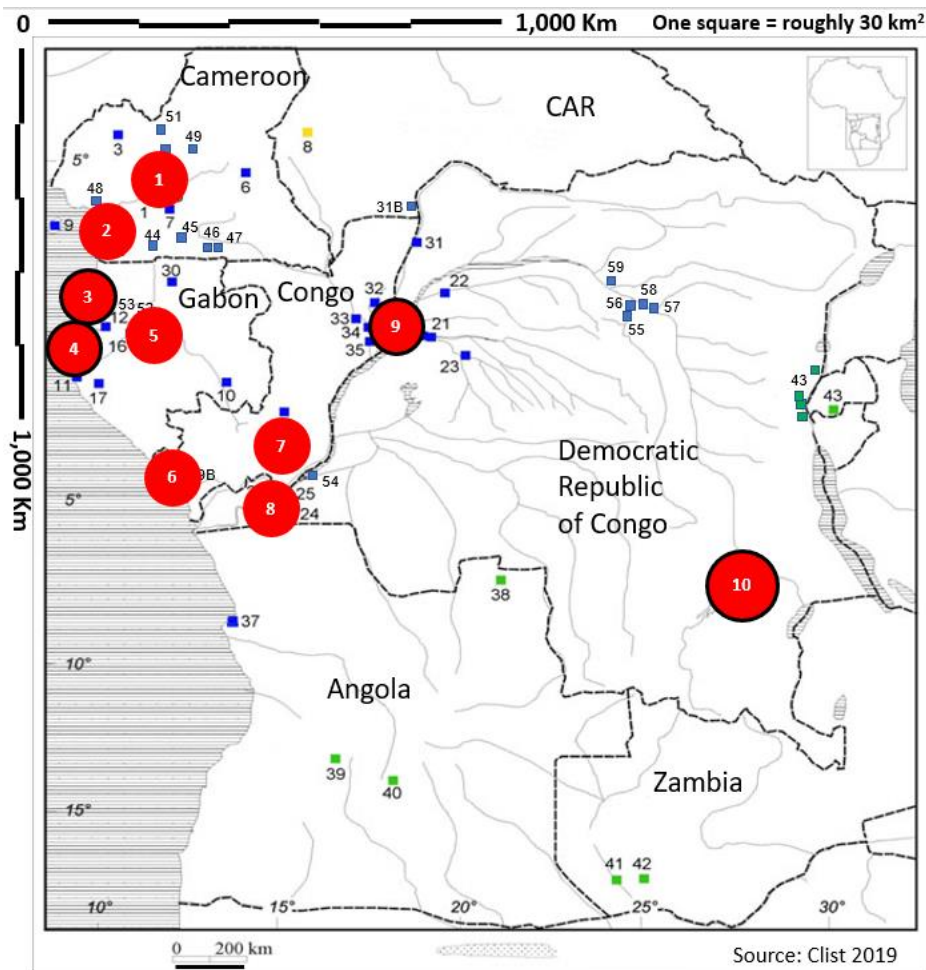 0 1,000 Km One square = roughly 30 km²
Cameroon
CAR
51
3 49 8
5°
6
1
48
1 7
31B
9 2 45
44 46 47 31
30 59
Gabon Congo 32 22
3 53 52 58
12 33 56 57
5 34 9 21 55
16
4 35 23
11 17 10 43 43
1,000 Km
7
Democratic
Republic
of Congo
6 9B 54
25
5° 8 24
10
38
37
10°
Angola
Zambia
39
40
15°
41 42
10° 15 20° 25° 30°
0 200 km
Source: Clist 2019